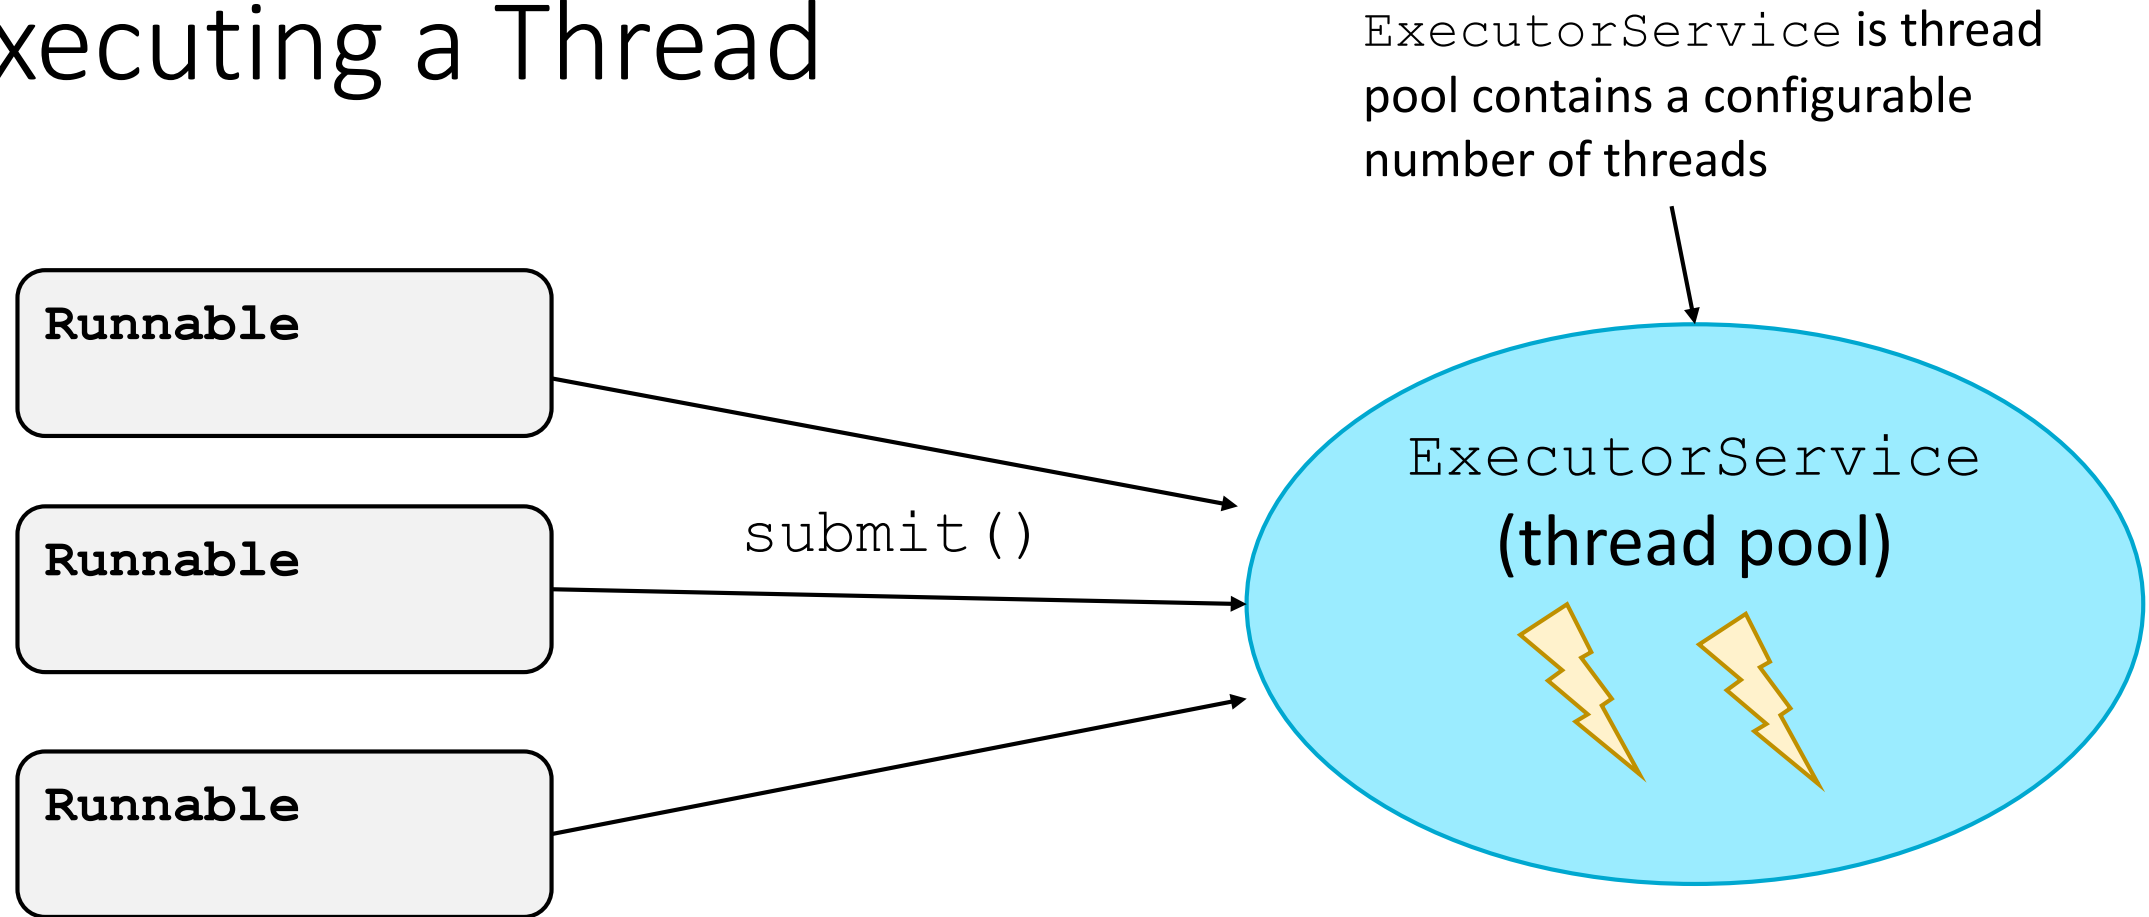 xecuting a Thread
ExecutorService is thread
pool contains a configurable
number of threads
Runnable
Runnable
Runnable
submit()
ExecutorService
(thread pool)